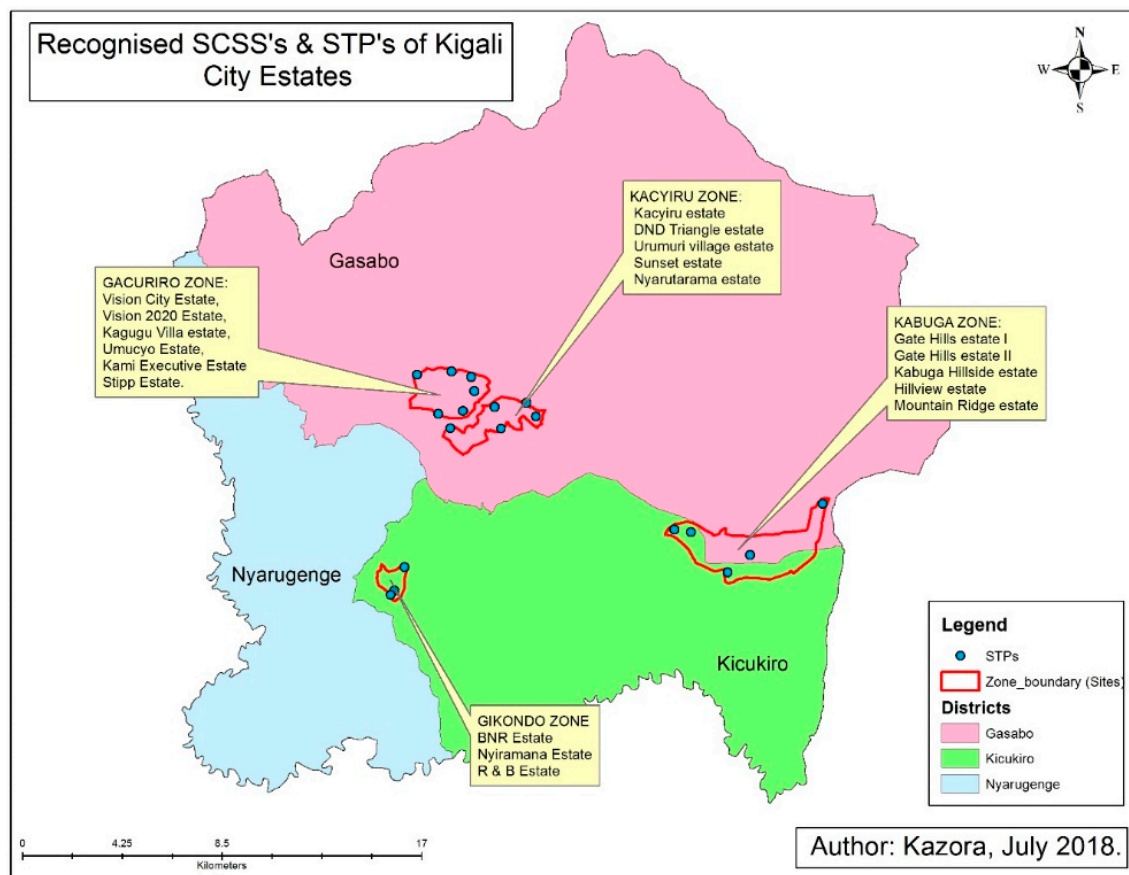 Recognised SCSS's & STP's of Kigali
City Estates
N
W
E
S
KACYIRU ZONE:
Kacyiru estate
DND Triangle estate
Urumuri village estate
Sunset estate
Nyarutarama estate
Gasabo
GACURIRO ZONE:
Vision City Estate,
Vision 2020 Estate,
Kagugu Villa estate,
Umucyo Estate,
Kami Executive Estate
Stipp Estate.
KABUGA ZONE:
Gate Hills estate I
Gate Hills estate II
Kabuga Hillside estate
Hillview estate
Mountain Ridge estate
Nyarugenge
Kicukiro
GIKONDO ZONE
BNR Estate
Nyiramana Estate
R & B Estate
Legend
STPs
Zone_boundary (Sites)
Districts
Gasabo
Kicukiro
Nyarugenge
0 4.25 8.5 17
Kilometers
Author: Kazora, July 2018.